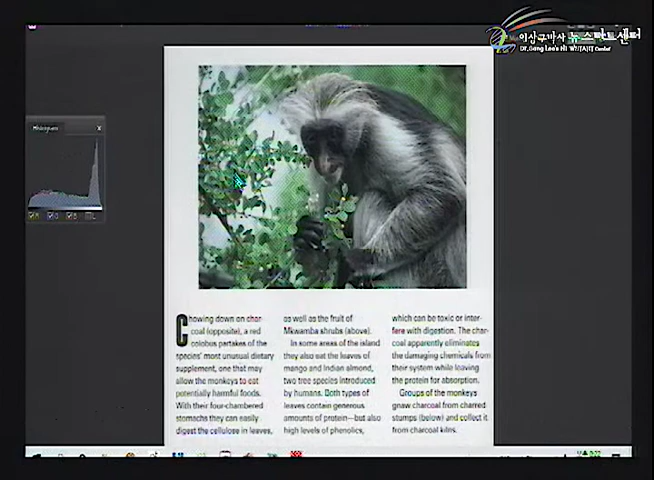 이상구박사 뉴스타트센터
Histogram
Chowing down on char-
coal (opposite), a red
colobus partakes of the
species' most unusual dietary
supplement, one that may
allow the monkeys to eat
potentially harmful foods.
With their four-chambered
stomachs they can easily
digest the cellulose in leaves,
as well as the fruit of
Mkwamba shrubs (above).
In some areas of the island
they also eat the leaves of
mango and Indian almond,
two tree species introduced
by humans. Both types of
leaves contain generous
amounts of protein—but also
high levels of phenolics,
which can be toxic or inter-
fere with digestion. The char-
coal apparently eliminates
the damaging chemicals from
their system while leaving
the protein for absorption.
Groups of the monkeys
gnaw charcoal from charred
stumps (below) and collect it
from charcoal kilns.